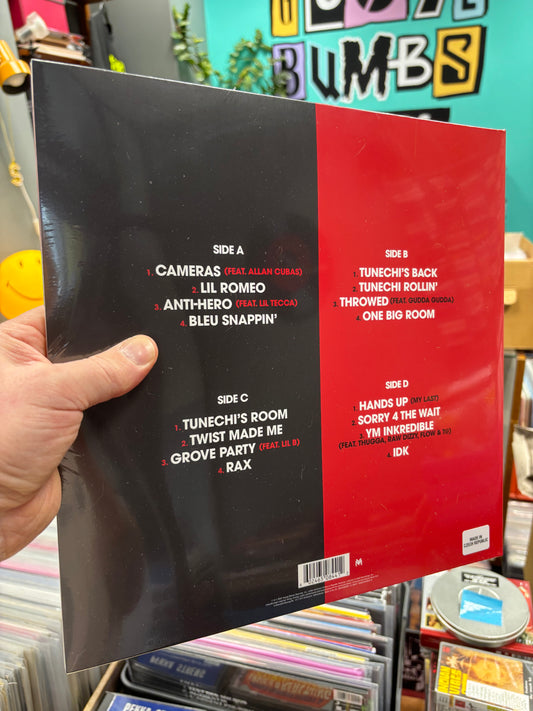 BUMBS
SIDE A
1. CAMERAS (FEAT. ALLAN CUBAS)
2. LIL ROMEO
3. ANTI-HERO (FEAT. LIL TECCA)
4. BLEU SNAPPIN'
SIDE B
1. TUNECHI'S BACK
2. TUNECHI ROLLIN'
3. THROWED (FEAT. GUDDA GUDDA)
4. ONE BIG ROOM
SIDE C
1. TUNECHI'S ROOM
2. TWIST MADE ME
3. GROVE PARTY (FEAT. LIL B)
4. RAX
SIDE D
1. HANDS UP (MY LAST)
2. SORRY 4 THE WAIT
3. YM INKREDIBLE
(FEAT. THUGGA, RAW DIZZY, FLOW & TQ)
4. IDK
MADE IN
CZECH REPUBLIC